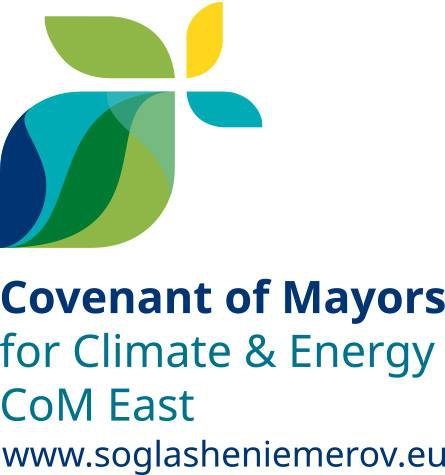 Covenant of Mayors
for Climate & Energy
CoM East
www.soglasheniemerov.eu